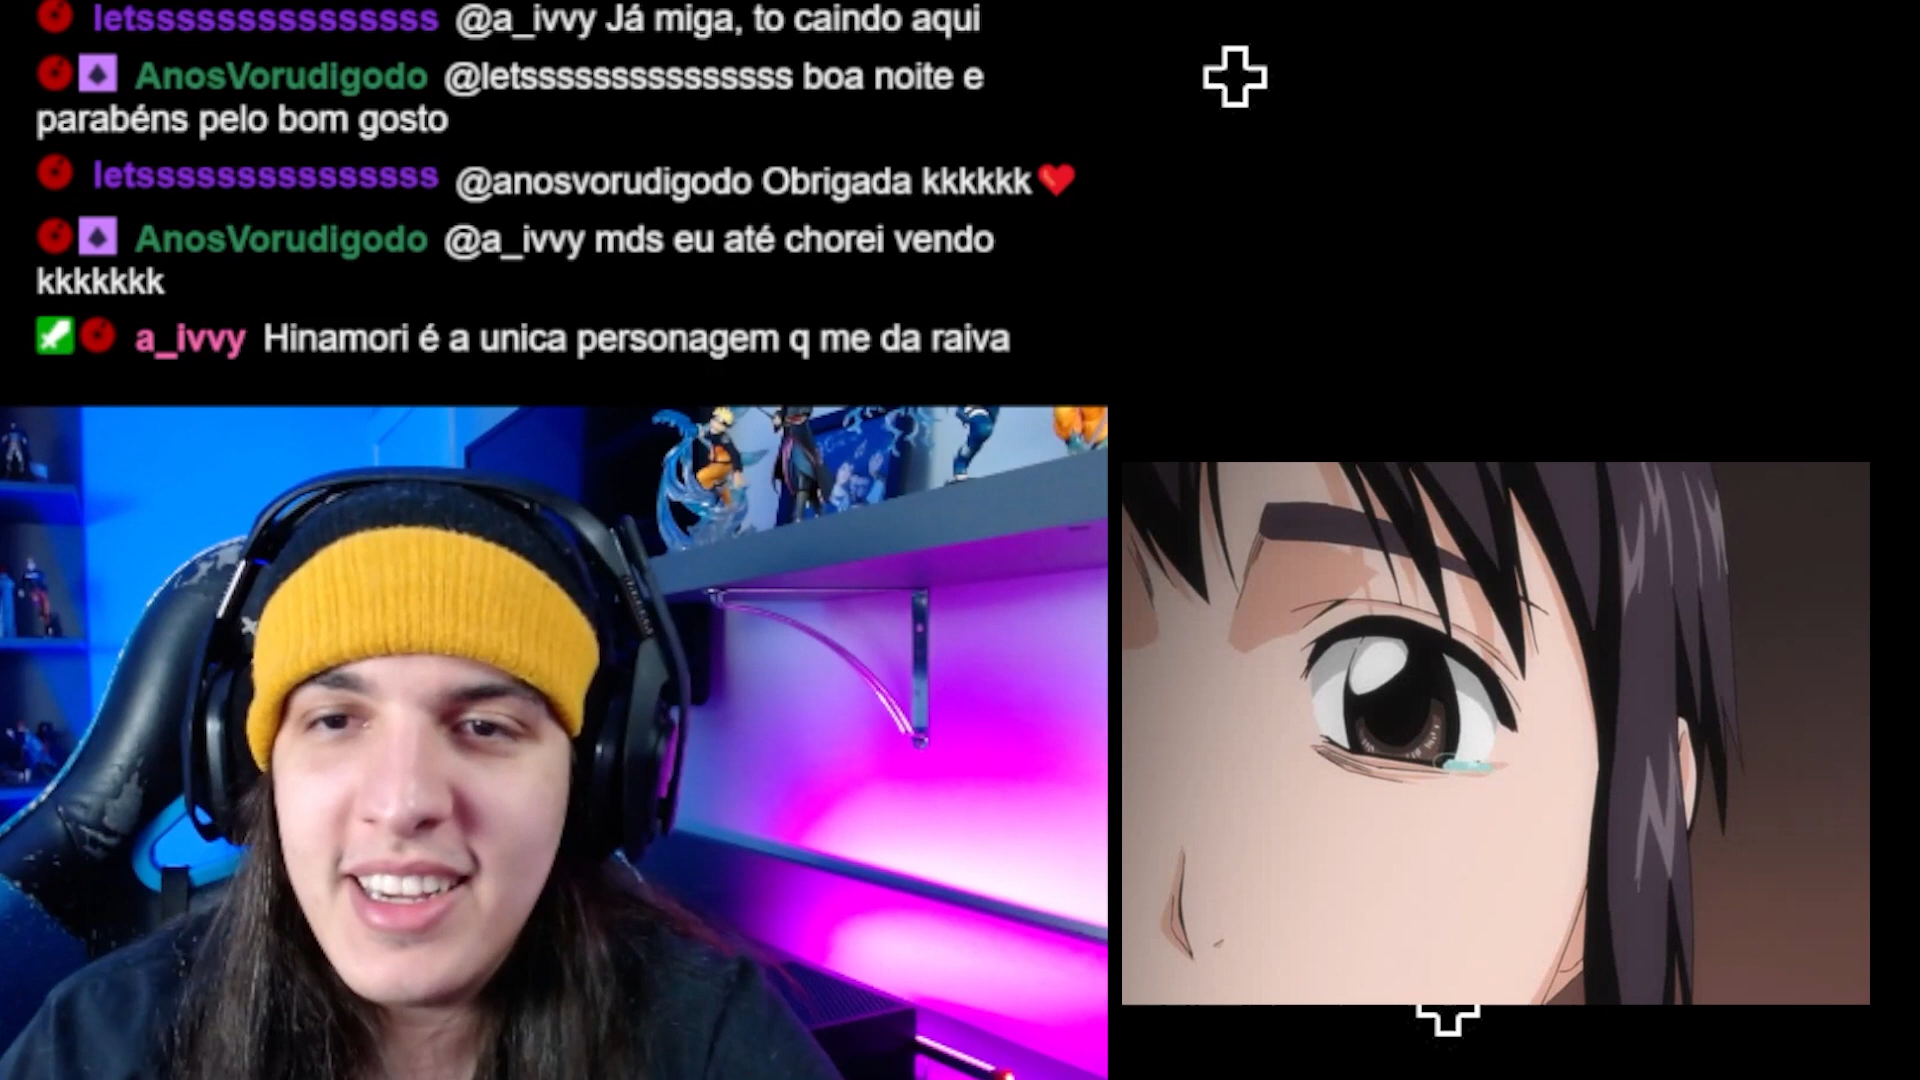 letsssssssssssssss @a_ivvy Já miga, to caindo aqui
AnosVorudigodo @letsssssssssssssss boa noite e
parabéns pelo bom gosto
letsssssssssssssss @anosvorudigodo Obrigada kkkkkk
AnosVorudigodo @a_ivvy mds eu até chorei vendo
kkkkkkk
a_ivvy Hinamori é a unica personagem q me da raiva